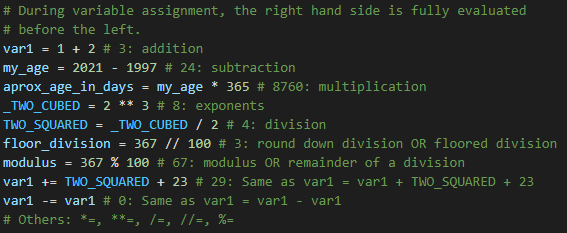 # During variable assignment, the right hand side is fully evaluated
# before the left.
var1 = 1 + 2 # 3: addition
my_age = 2021 - 1997 # 24: subtraction
aprox_age_in_days = my_age * 365 # 8760: multiplication
_TWO_CUBED = 2 ** 3 # 8: exponents
TWO_SQUARED = _TWO_CUBED / 2 # 4: division
floor_division = 367 // 100 # 3: round down division OR floored division
modulus = 367 % 100 # 67: modulus OR remainder of a division
var1 += TWO_SQUARED + 23 # 29: Same as var1 = var1 + TWO_SQUARED + 23
var1 -= var1 # 0: Same as var1 = var1 - var1
# Others: *=, **=, /=, //=, %=